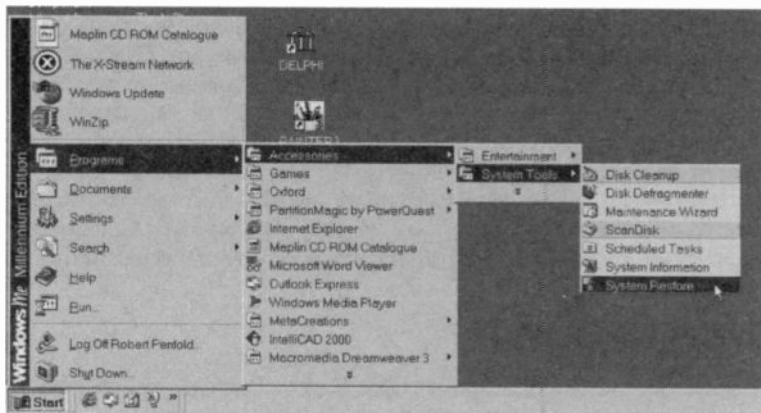 Maplin CD ROM Catalogue
The X-Stream Network
Windows Update
WinZip
Programs
Documents
Settings
Search
Help
Run...
Log Off Robert Penfold...
Shut Down...
Windows Me Millennium Edition
DELPHI
Accessories
Games
Oxford
PartitionMagic by PowerQuest
Internet Explorer
Maplin CD ROM Catalogue
Microsoft Word Viewer
Outlook Express
Windows Media Player
MetaCreations
IntelliCAD 2000
Macromedia Dreamweaver 3
Entertainment
System Tools
Disk Cleanup
Disk Defragmenter
Maintenance Wizard
ScanDisk
Scheduled Tasks
System Information
System Restore
Start